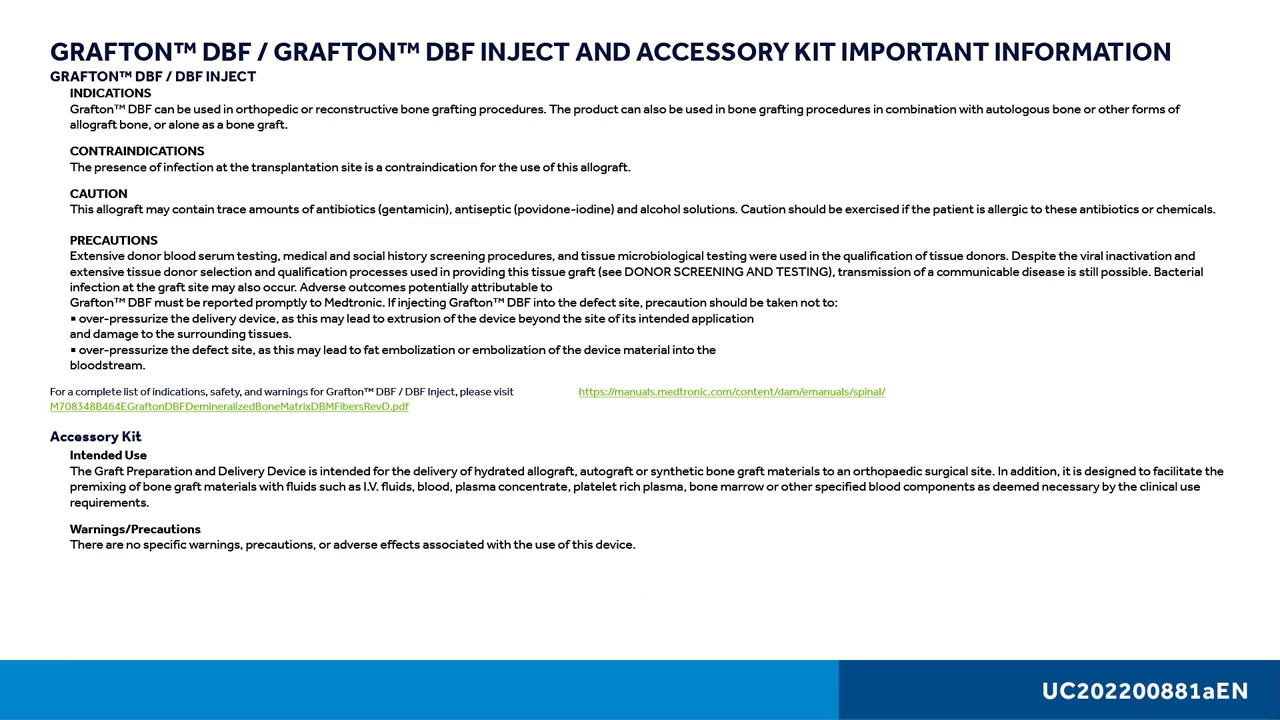 GRAFTON™ DBF / GRAFTON™ DBF INJECT AND ACCESSORY KIT IMPORTANT INFORMATION
GRAFTON™ DBF / DBF INJECT
INDICATIONS
Grafton™ DBF can be used in orthopedic or reconstructive bone grafting procedures. The product can also be used in bone grafting procedures in combination with autologous bone or other forms of
allograft bone, or alone as a bone graft.
CONTRAINDICATIONS
The presence of infection at the transplantation site is a contraindication for the use of this allograft.
CAUTION
This allograft may contain trace amounts of antibiotics (gentamicin), antiseptic (povidone-iodine) and alcohol solutions. Caution should be exercised if the patient is allergic to these antibiotics or chemicals.
PRECAUTIONS
Extensive donor blood serum testing, medical and social history screening procedures, and tissue microbiological testing were used in the qualification of tissue donors. Despite the viral inactivation and
extensive tissue donor selection and qualification processes used in providing this tissue graft (see DONOR SCREENING AND TESTING), transmission of a communicable disease is still possible. Bacterial
infection at the graft site may also occur. Adverse outcomes potentially attributable to
Grafton™ DBF must be reported promptly to Medtronic. If injecting Grafton™ DBF into the defect site, precaution should be taken not to:
▪ over-pressurize the delivery device, as this may lead to extrusion of the device beyond the site of its intended application
and damage to the surrounding tissues.
▪ over-pressurize the defect site, as this may lead to fat embolization or embolization of the device material into the
bloodstream.
For a complete list of indications, safety, and warnings for Grafton™ DBF / DBF Inject, please visit https://manuals.medtronic.com/content/dam/emanuals/spinal/
M708348B464EGraftonDBFDemineralizedBoneMatrixDBMFibersRevD.pdf
Accessory Kit
Intended Use
The Graft Preparation and Delivery Device is intended for the delivery of hydrated allograft, autograft or synthetic bone graft materials to an orthopaedic surgical site. In addition, it is designed to facilitate the
premixing of bone graft materials with fluids such as I.V. fluids, blood, plasma concentrate, platelet rich plasma, bone marrow or other specified blood components as deemed necessary by the clinical use
requirements.
Warnings/Precautions
There are no specific warnings, precautions, or adverse effects associated with the use of this device.
UC202200881aEN